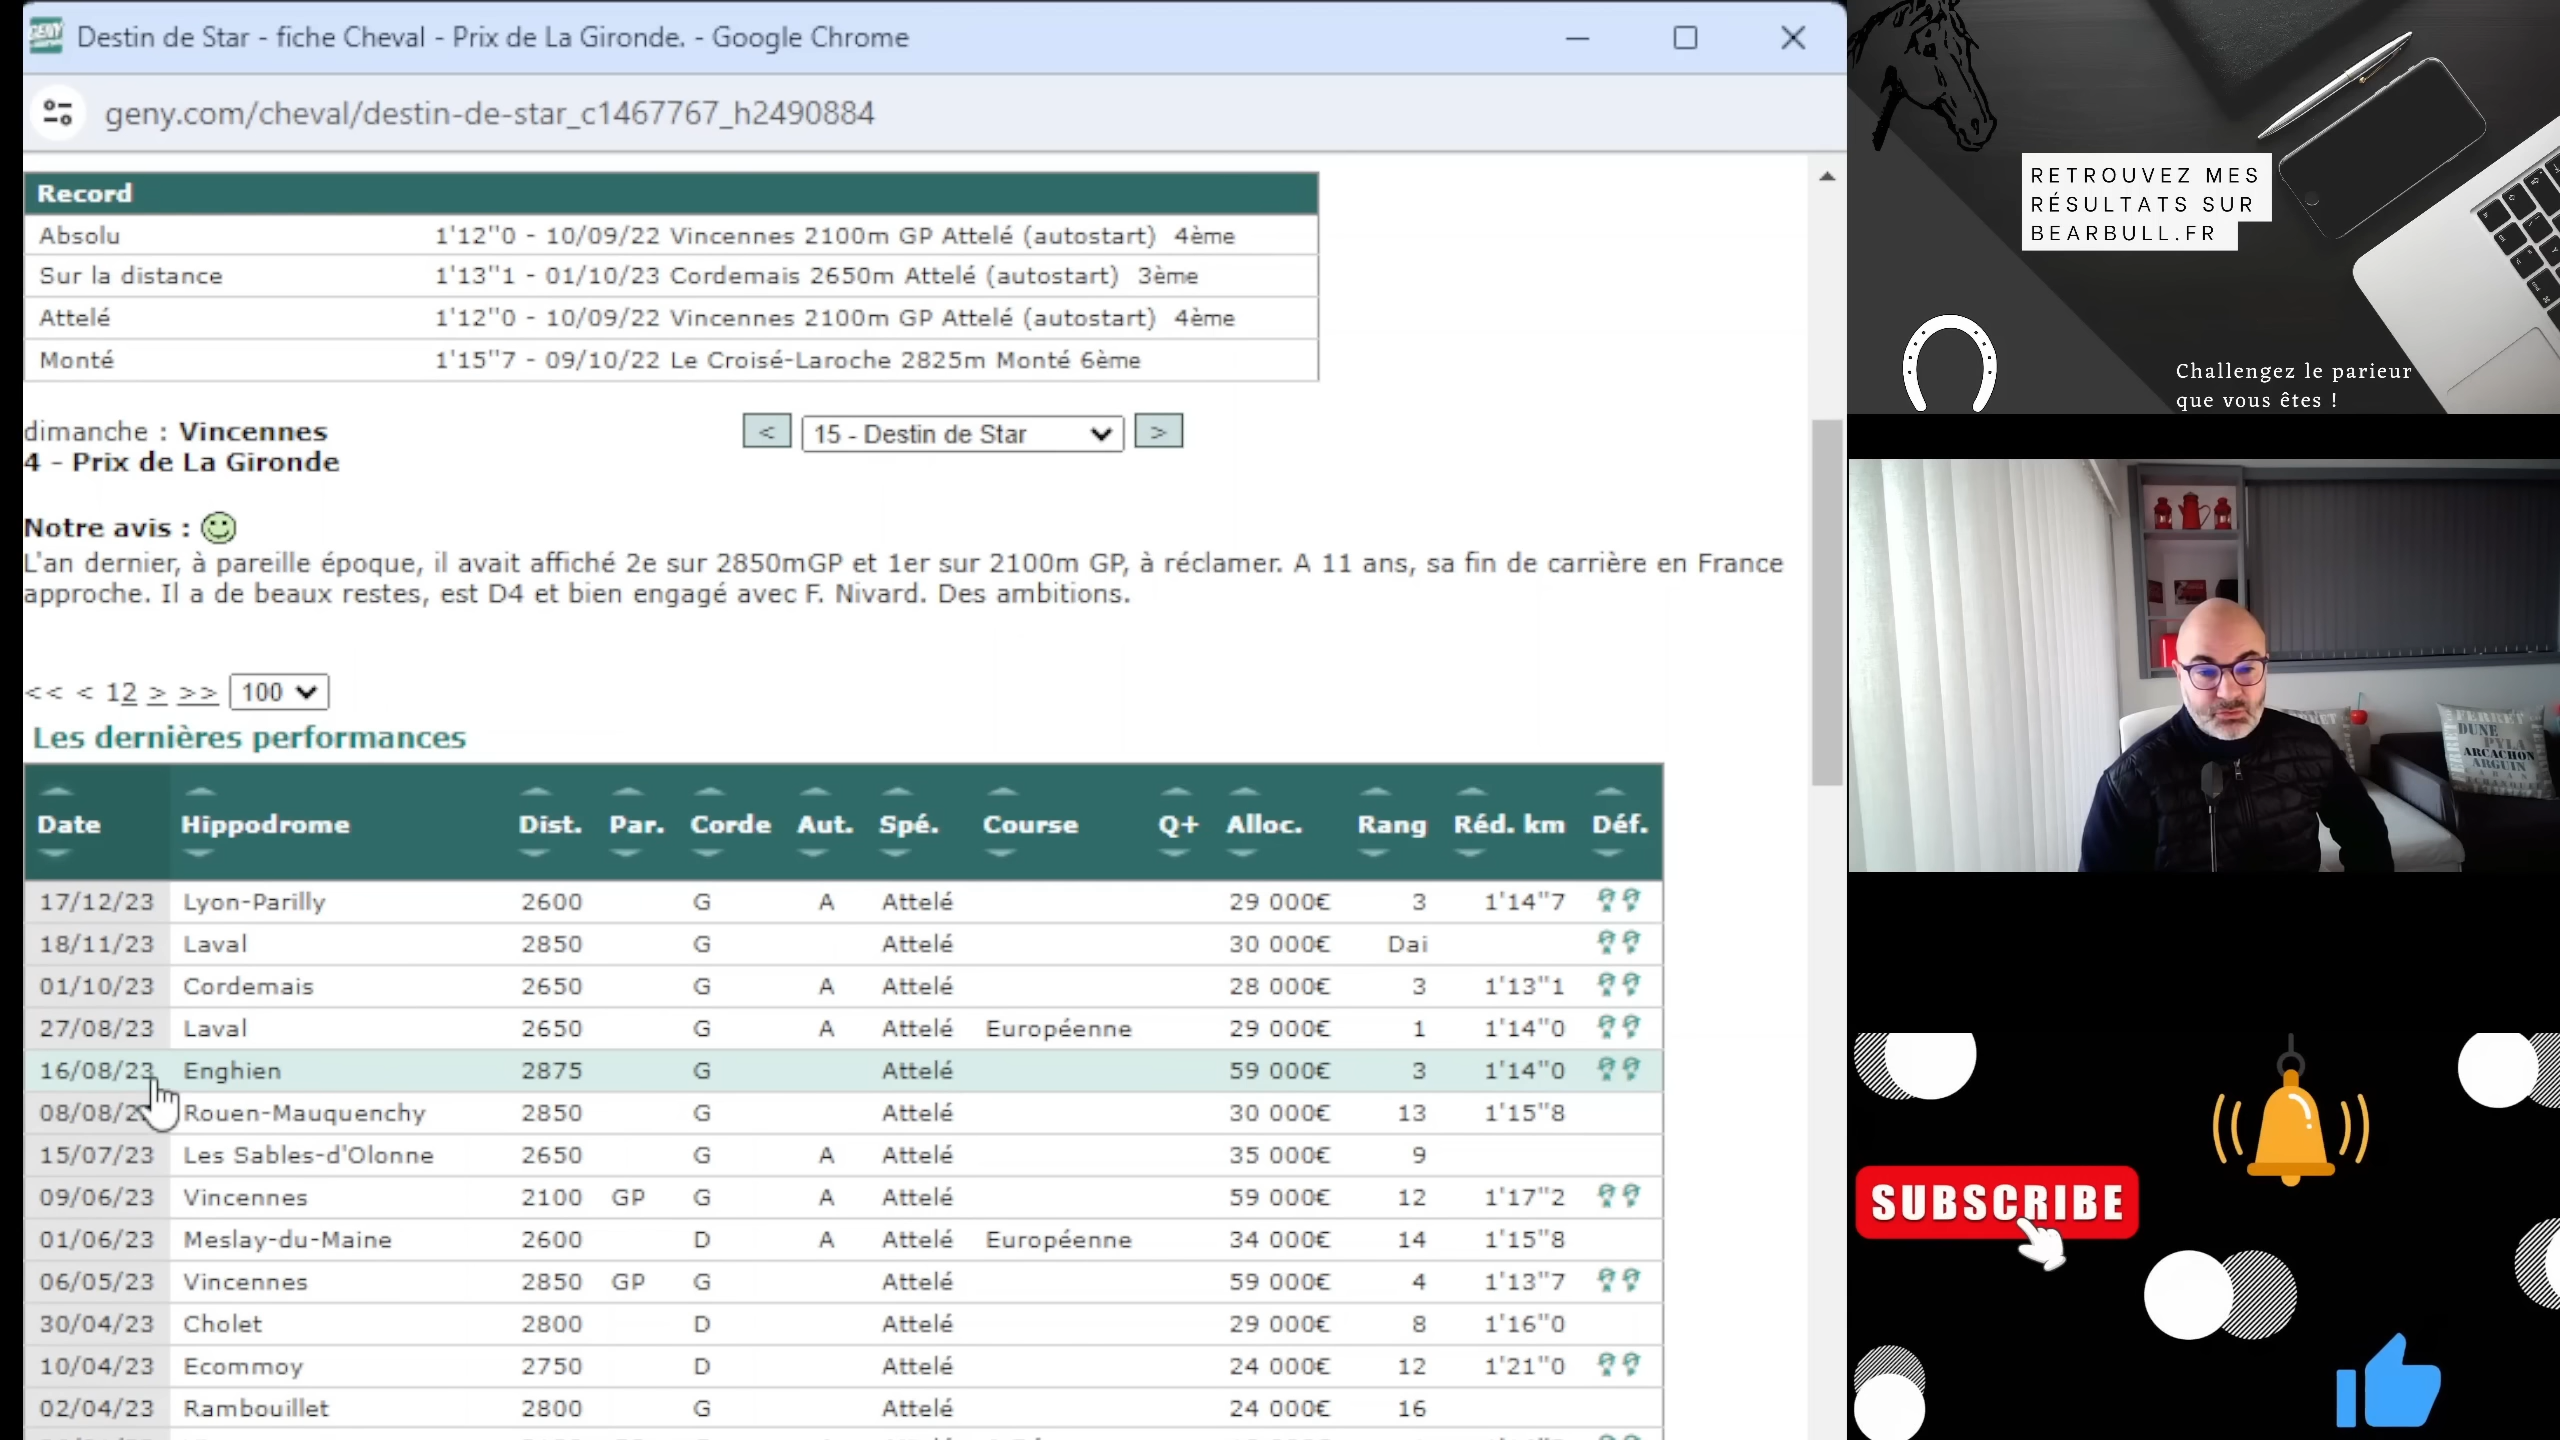 Destin de Star - fiche Cheval - Prix de La Gironde. - Google Chrome
geny.com/cheval/destin-de-star_c1467767_h2490884
Record
Absolu 1'12"0 - 10/09/22 Vincennes 2100m GP Attelé (autostart) 4ème
Sur la distance 1'13"1 - 01/10/23 Cordemais 2650m Attelé (autostart) 3ème
Attelé 1'12"0 - 10/09/22 Vincennes 2100m GP Attelé (autostart) 4ème
Monté 1'15"7 - 09/10/22 Le Croisé-Laroche 2825m Monté 6ème
dimanche : Vincennes
4 - Prix de La Gironde
< 15 - Destin de Star >
Notre avis :
L'an dernier, à pareille époque, il avait affiché 2e sur 2850mGP et 1er sur 2100m GP, à réclamer. A 11 ans, sa fin de carrière en France
approche. Il a de beaux restes, est D4 et bien engagé avec F. Nivard. Des ambitions.
<< < 12 > >> 100
Les dernières performances
Date Hippodrome Dist. Par. Corde Aut. Spé. Course Q+ Alloc. Rang Réd. km Déf.
17/12/23 Lyon-Parilly 2600 G A Attelé 29 000€ 3 1'14"7
18/11/23 Laval 2850 G Attelé 30 000€ Dai
01/10/23 Cordemais 2650 G A Attelé 28 000€ 3 1'13"1
27/08/23 Laval 2650 G A Attelé Européenne 29 000€ 1 1'14"0
16/08/23 Enghien 2875 G Attelé 59 000€ 3 1'14"0
08/08/2 Rouen-Mauquenchy 2850 G Attelé 30 000€ 13 1'15"8
15/07/23 Les Sables-d'Olonne 2650 G A Attelé 35 000€ 9
09/06/23 Vincennes 2100 GP G A Attelé 59 000€ 12 1'17"2
01/06/23 Meslay-du-Maine 2600 D A Attelé Européenne 34 000€ 14 1'15"8
06/05/23 Vincennes 2850 GP G Attelé 59 000€ 4 1'13"7
30/04/23 Cholet 2800 D Attelé 29 000€ 8 1'16"0
10/04/23 Ecommoy 2750 D Attelé 24 000€ 12 1'21"0
02/04/23 Rambouillet 2800 G Attelé 24 000€ 16
RETROUVEZ MES
RÉSULTATS SUR
BEARBULL.FR
Challengez le parieur
que vous êtes !
FERRET
DUNE
PYLA
ARCACHON
ARGUIN
SUBSCRIBE